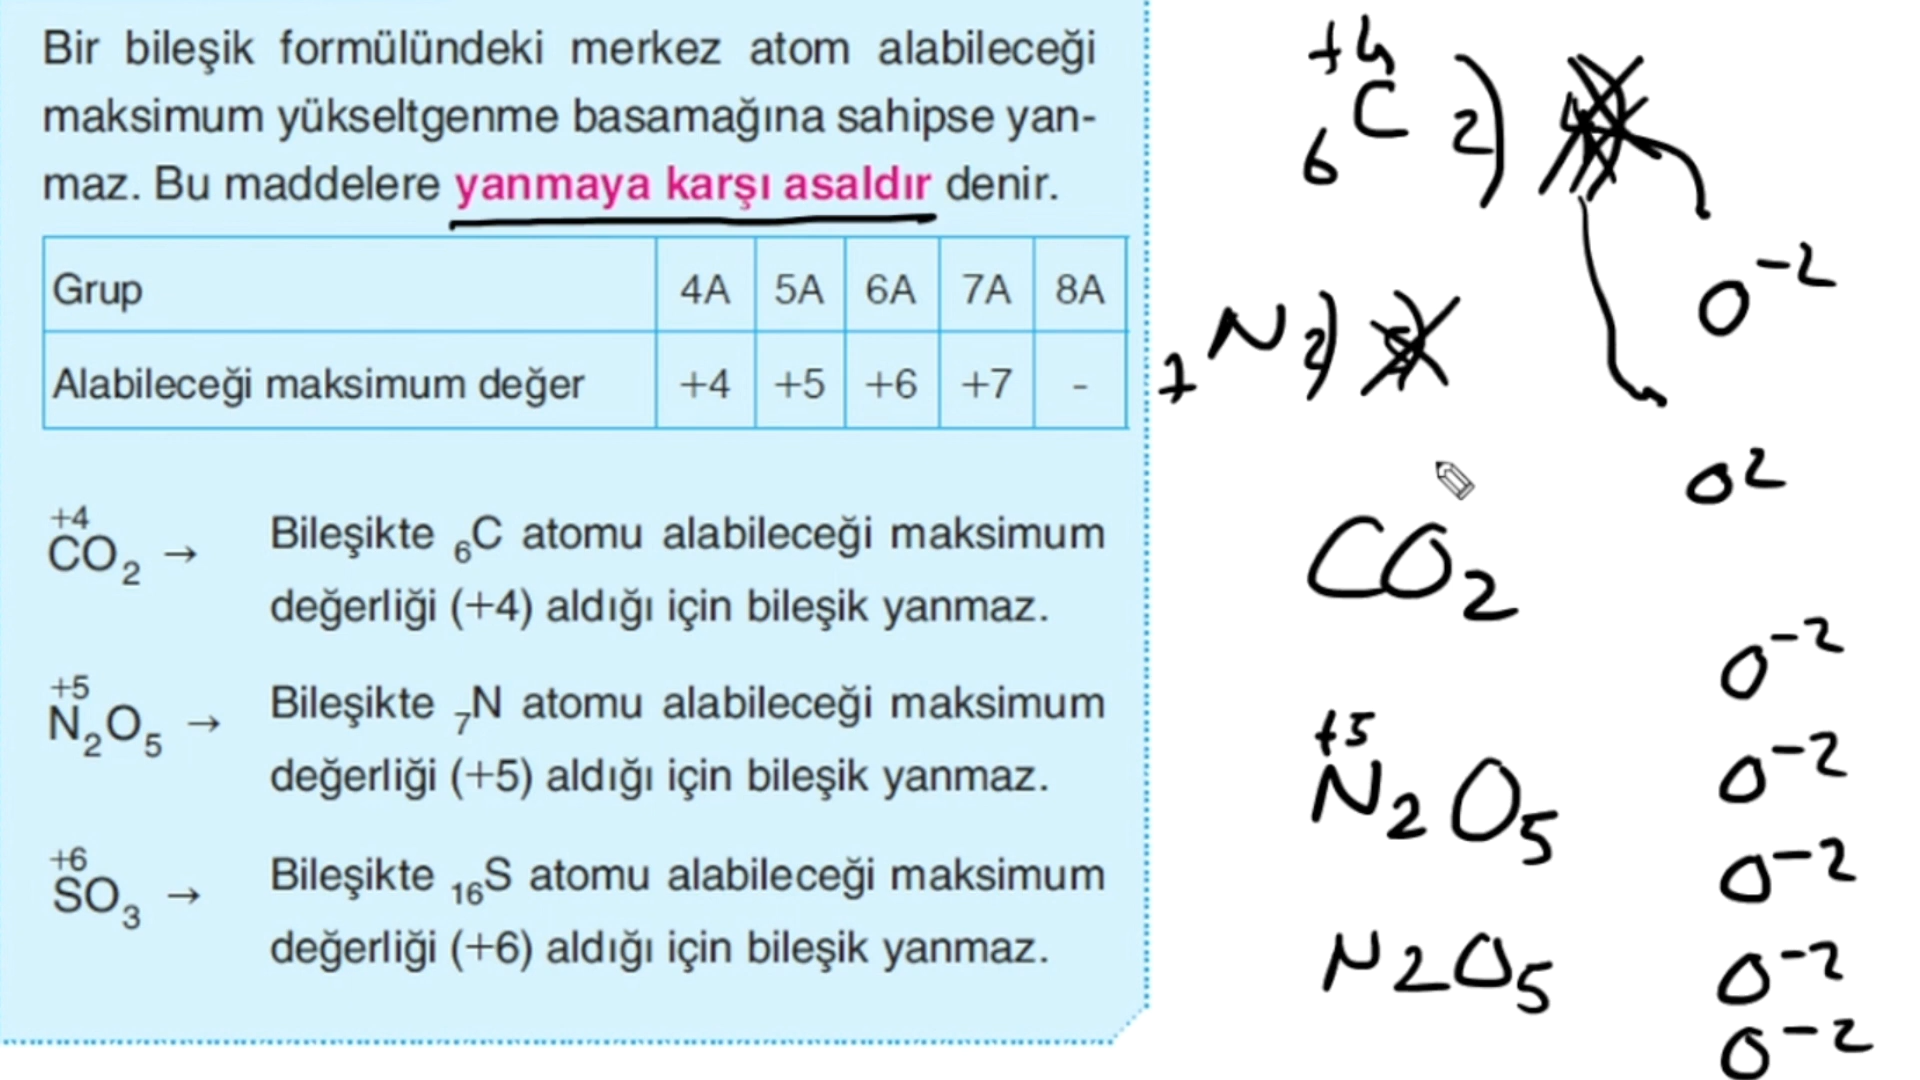 Bir bileşik formülündeki merkez atom alabileceği
maksimum yükseltgenme basamağına sahipse yan-
maz. Bu maddelere yanmaya karşı asaldır denir.
Grup 4A 5A 6A 7A 8A
Alabileceği maksimum değer +4 +5 +6 +7 -
+4
CO₂ → Bileşikte ₆C atomu alabileceği maksimum
değerliği (+4) aldığı için bileşik yanmaz.
+5
N₂O₅ → Bileşikte ₇N atomu alabileceği maksimum
değerliği (+5) aldığı için bileşik yanmaz.
+6
SO₃ → Bileşikte ₁₆S atomu alabileceği maksimum
değerliği (+6) aldığı için bileşik yanmaz.
+4
₆C 2)
O⁻²
₇N 2)
O²
CO₂
O⁻²
+5
N₂O₅
O⁻²
O⁻²
N2O₅
O⁻²
O⁻²